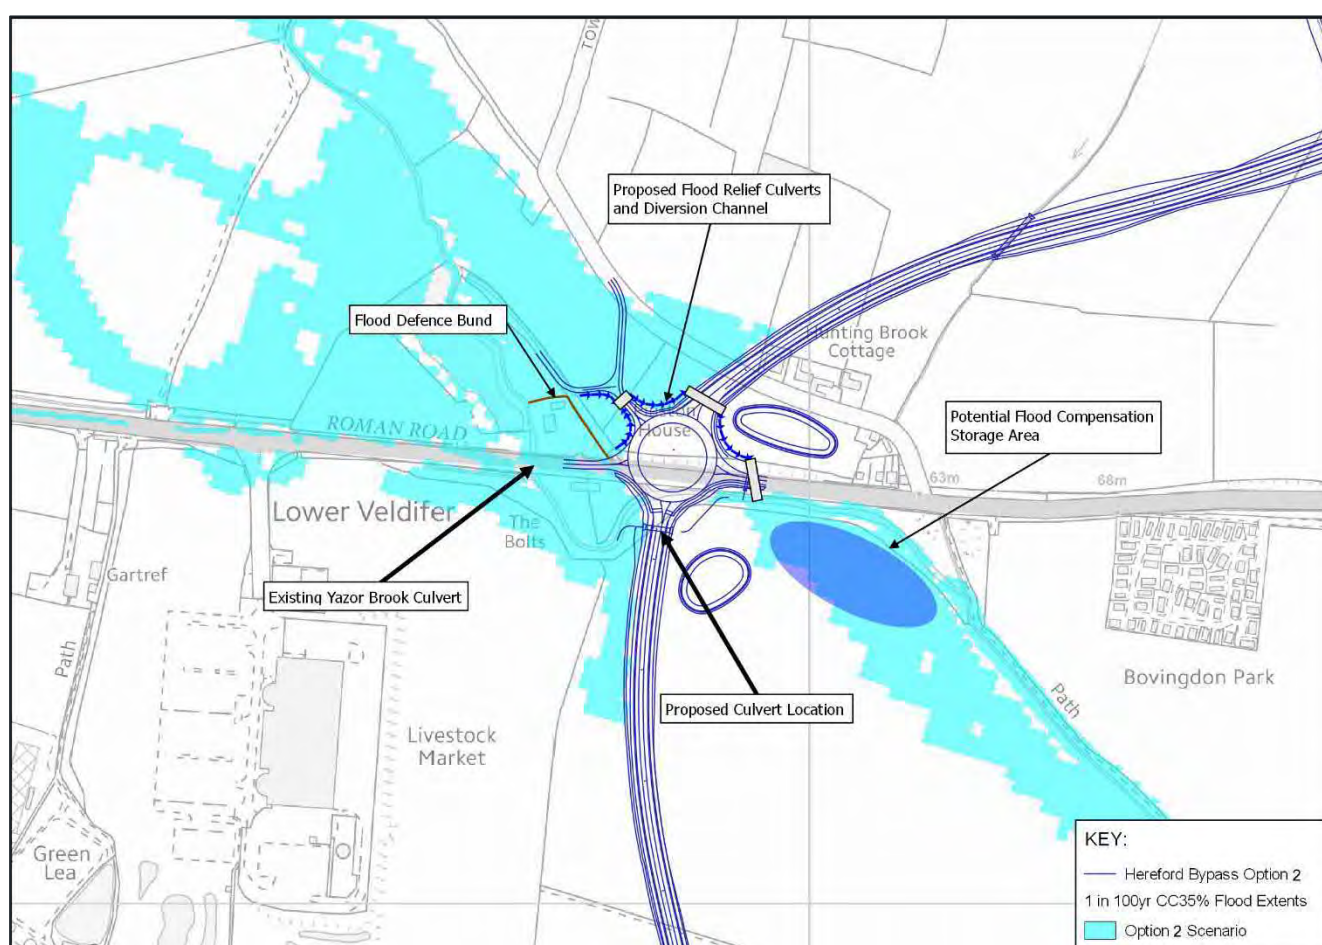 TOW
Proposed Flood Relief Culverts
and Diversion Channel
Flood Defence Bund
Hunting Brook
Cottage
Potential Flood Compensation
Storage Area
House
ROMAN ROAD
63m
68m
Lower Veldifer
The
Bolts
Gartref
Existing Yazor Brook Culvert
Path
Path
Bovingdon Park
Proposed Culvert Location
Livestock
Market
Green
Lea
KEY:
Hereford Bypass Option 2
1 in 100yr CC35% Flood Extents
Option 2 Scenario